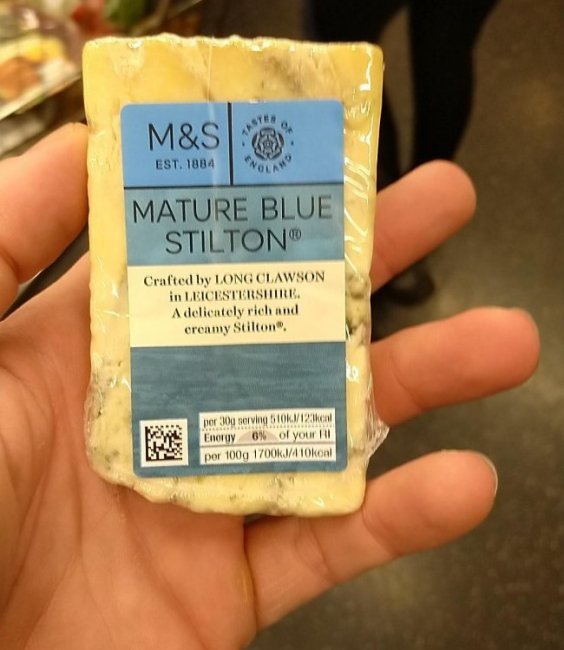 M&S
EST. 1884
TASTES OF
ENGLAND
MATURE BLUE
STILTON®
Crafted by LONG CLAWSON
in LEICESTERSHIRE.
A delicately rich and
creamy Stilton®.
per 30g serving 510kJ/123kcal
Energy 6% of your RI
per 100g 1700kJ/410kcal